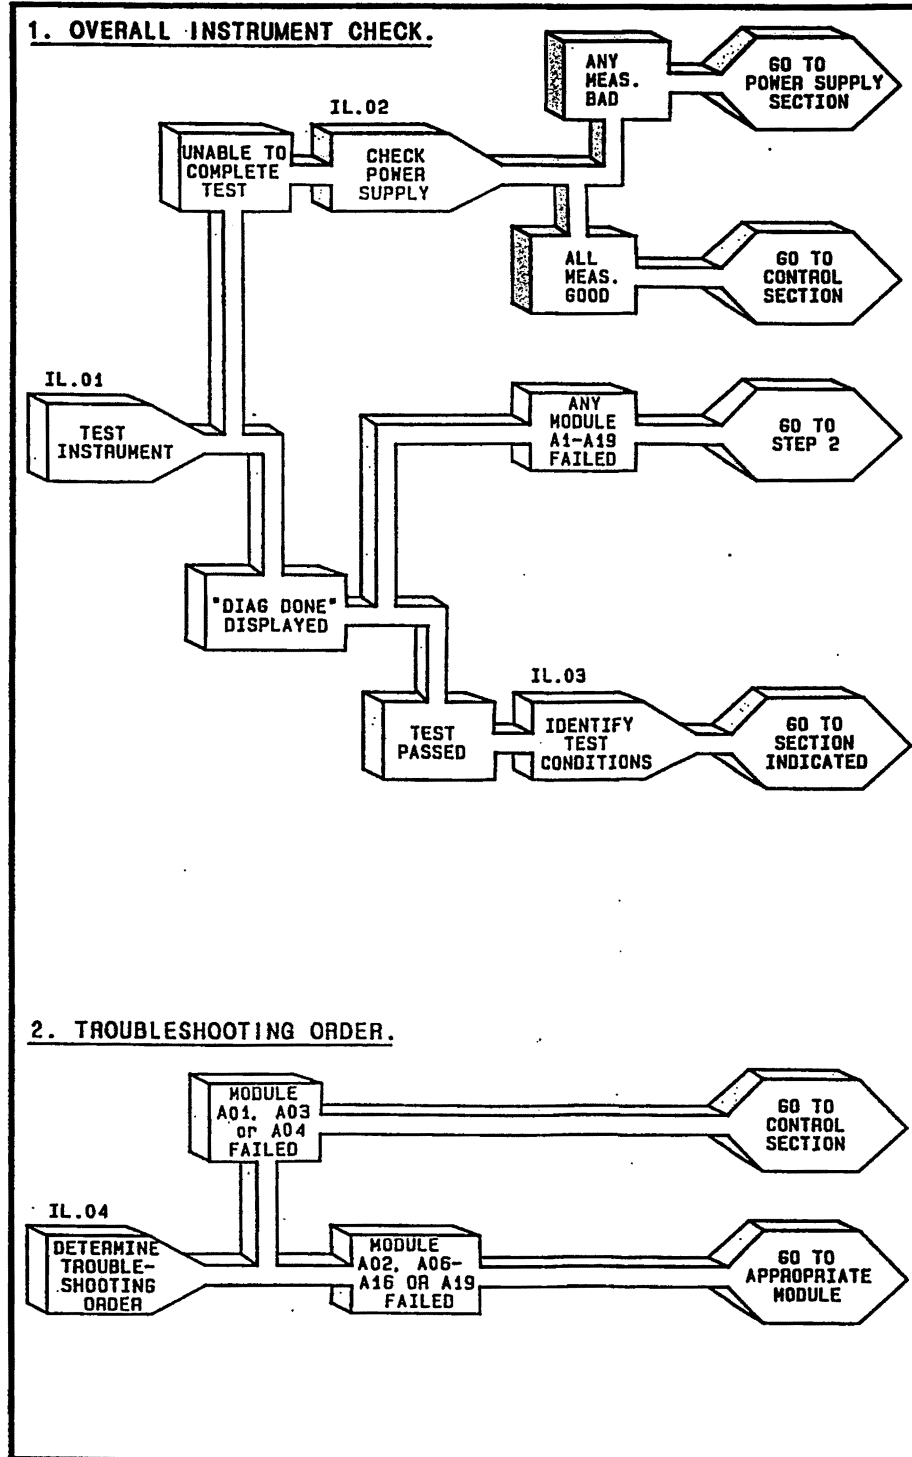 1. OVERALL INSTRUMENT CHECK.
ANY
MEAS.
BAD
GO TO
POWER SUPPLY
SECTION
IL.02
UNABLE TO
COMPLETE
TEST
CHECK
POWER
SUPPLY
ALL
MEAS.
GOOD
GO TO
CONTROL
SECTION
IL.01
TEST
INSTRUMENT
ANY
MODULE
A1-A19
FAILED
GO TO
STEP 2
"DIAG DONE"
DISPLAYED
IL.03
TEST
PASSED
IDENTIFY
TEST
CONDITIONS
GO TO
SECTION
INDICATED
2. TROUBLESHOOTING ORDER.
MODULE
A01, A03
or A04
FAILED
GO TO
CONTROL
SECTION
IL.04
DETERMINE
TROUBLE-
SHOOTING
ORDER
MODULE
A02, A06-
A16 OR A19
FAILED
GO TO
APPROPRIATE
MODULE